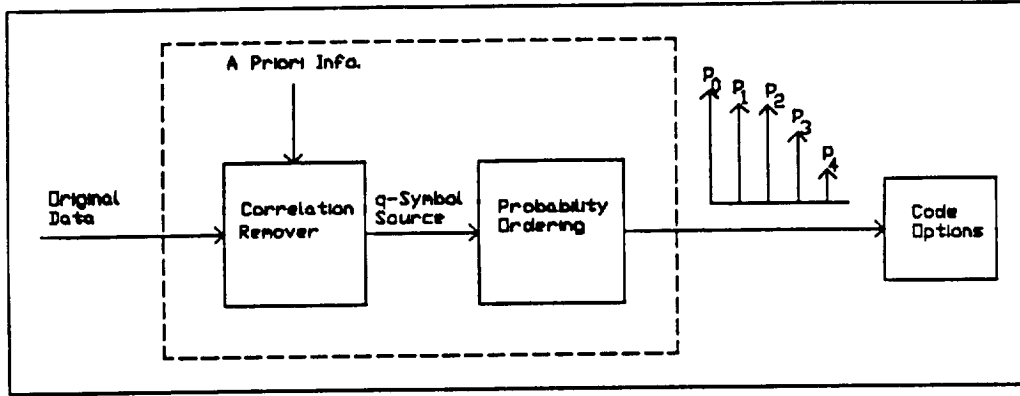 A Priori Info.
Original
Data
Correlation
Remover
q-Symbol
Source
Probability
Ordering
P0
P1
P2
P3
P4
Code
Options